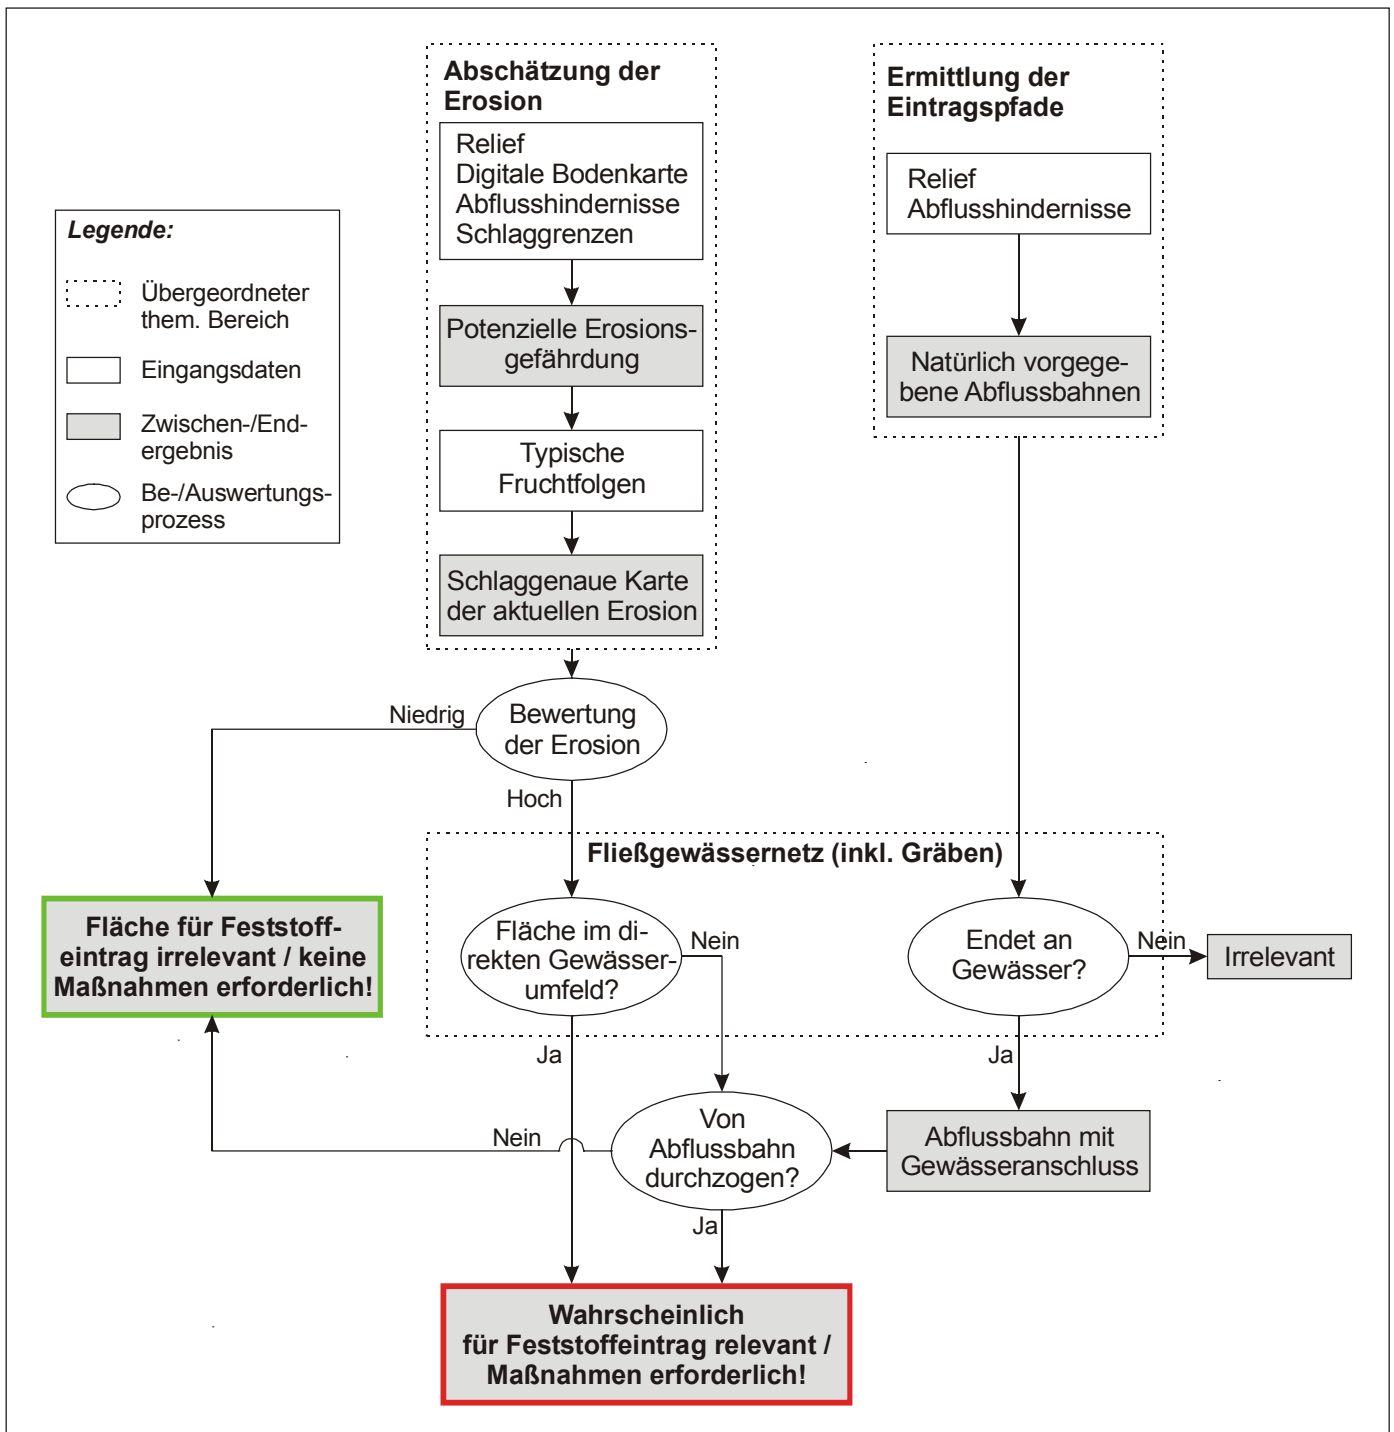 Abschätzung der
Erosion
Relief
Digitale Bodenkarte
Abflusshindernisse
Schlaggrenzen
Potenzielle Erosions-
gefährdung
Typische
Fruchtfolgen
Schlaggenaue Karte
der aktuellen Erosion
Ermittlung der
Eintragspfade
Relief
Abflusshindernisse
Natürlich vorgege-
bene Abflussbahnen
Legende:
Übergeordneter
them. Bereich
Eingangsdaten
Zwischen-/End-
ergebnis
Be-/Auswertungs-
prozess
Niedrig
Bewertung
der Erosion
Hoch
Fließgewässernetz (inkl. Gräben)
Fläche für Feststoff-
eintrag irrelevant / keine
Maßnahmen erforderlich!
Fläche im di-
rekten Gewässer-
umfeld?
Nein
Endet an
Gewässer?
Nein
Irrelevant
Ja
Ja
Nein
Von
Abflussbahn
durchzogen?
Abflussbahn mit
Gewässeranschluss
Ja
Wahrscheinlich
für Feststoffeintrag relevant /
Maßnahmen erforderlich!